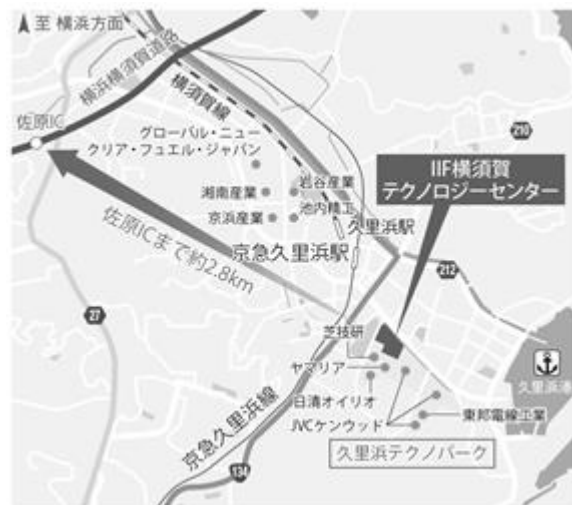 至 横浜方面
横浜横須賀道路
佐原IC
横須賀線
210
グローバル・ニュー
クリア・フュエル・ジャパン
岩谷産業
湘南産業
池内精工
京浜産業
IIF横須賀
テクノロジーセンター
久里浜駅
京急久里浜駅
佐原ICまで約2.8km
212
27
芝技研
ヤマリア
久里浜港
日清オイリオ
東邦電線工業
JVCケンウッド
京急久里浜線
久里浜テクノパーク
134